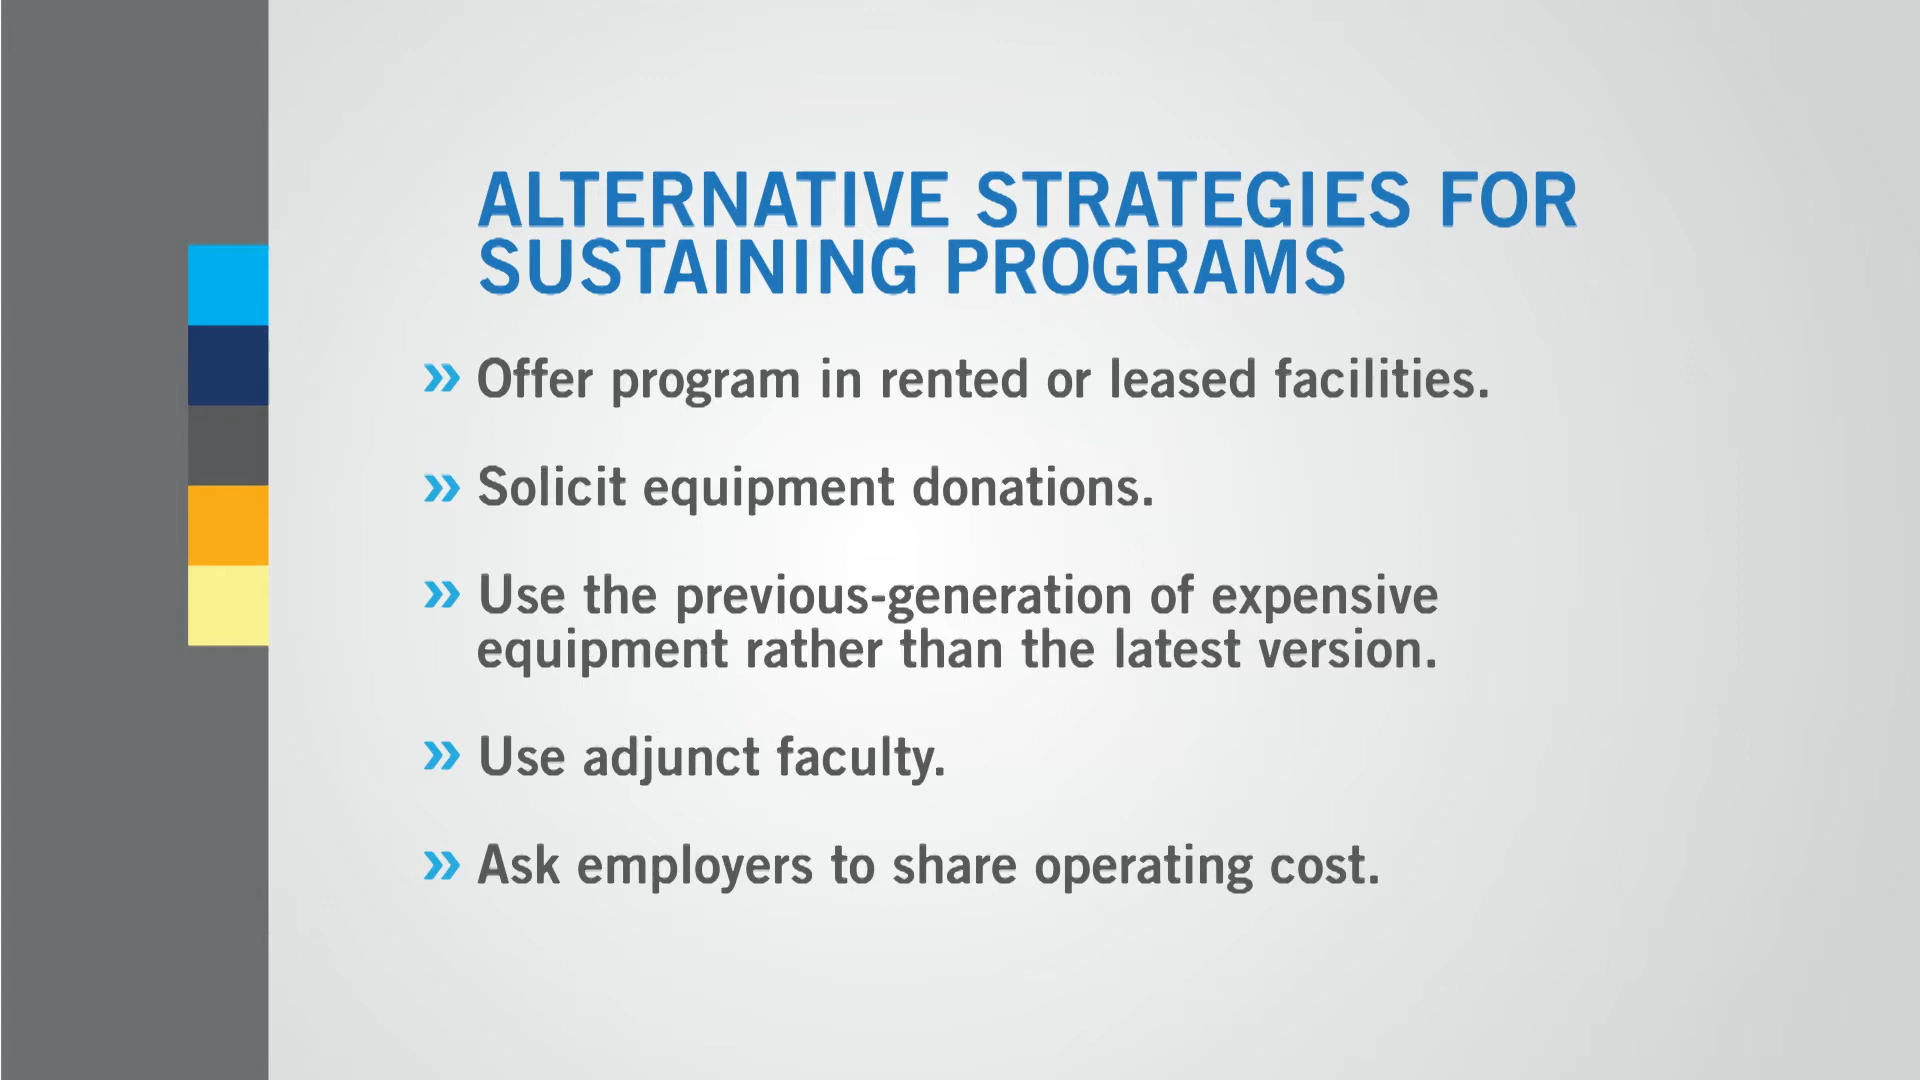 ALTERNATIVE STRATEGIES FOR
SUSTAINING PROGRAMS
» Offer program in rented or leased facilities.
» Solicit equipment donations.
» Use the previous-generation of expensive
equipment rather than the latest version.
» Use adjunct faculty.
» Ask employers to share operating cost.